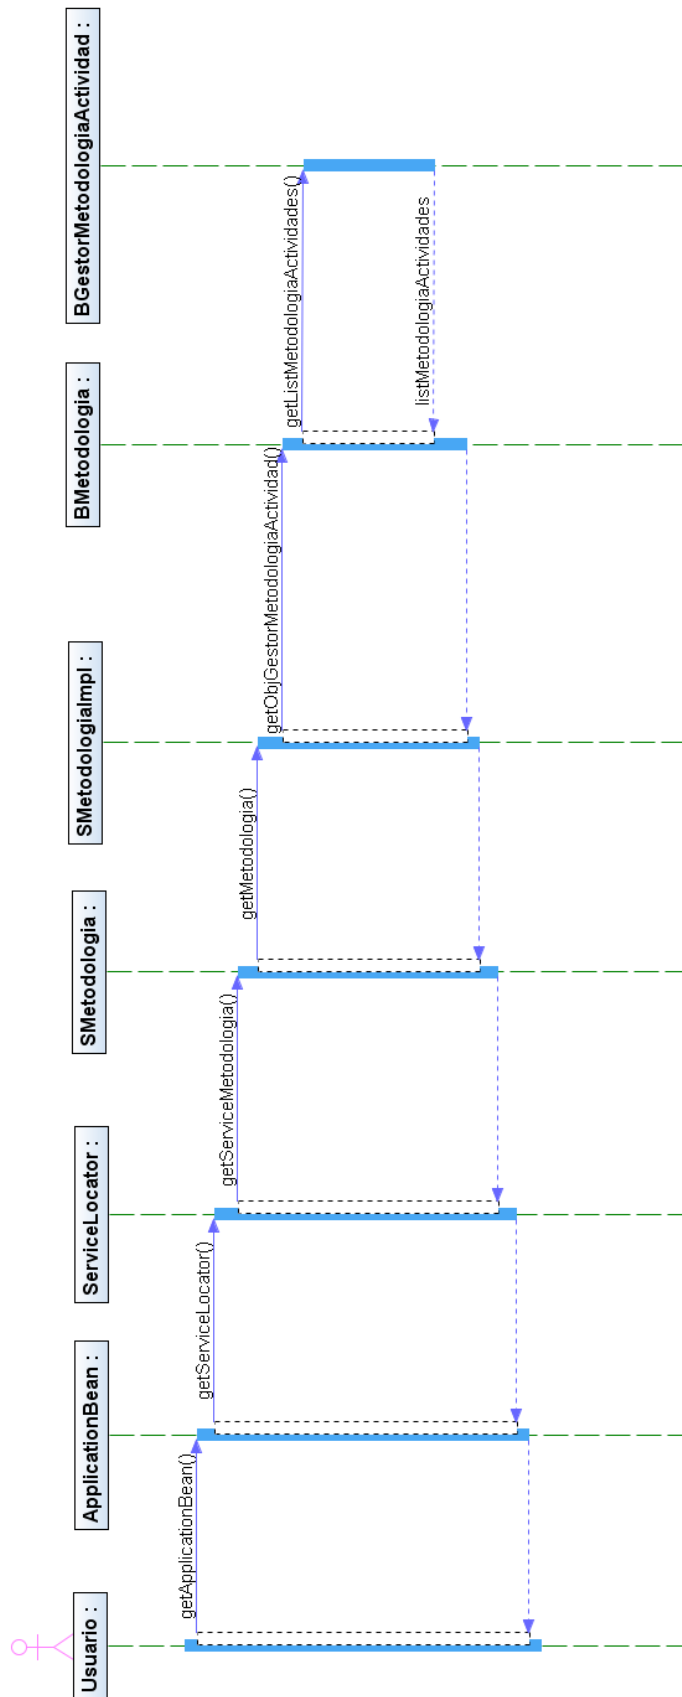 Usuario :
ApplicationBean :
ServiceLocator :
SMetodologia :
SMetodologiaImpl :
BMetodologia :
BGestorMetodologiaActividad :
getApplicationBean()
getServiceLocator()
getServiceMetodologia()
getMetodologia()
getObjGestorMetodologiaActividad()
getListMetodologiaActividades()
listMetodologiaActividades